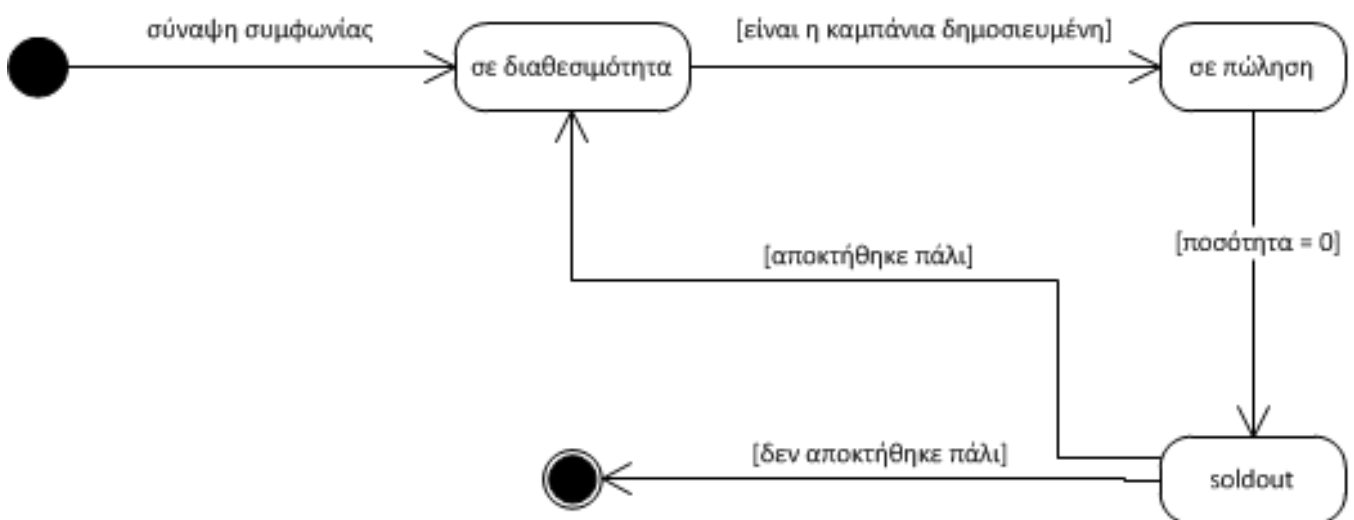 σύναψη συμφωνίας
[είναι η καμπάνια δημοσιευμένη]
σε διαθεσιμότητα
σε πώληση
[ποσότητα = 0]
[αποκτήθηκε πάλι]
[δεν αποκτήθηκε πάλι]
soldout